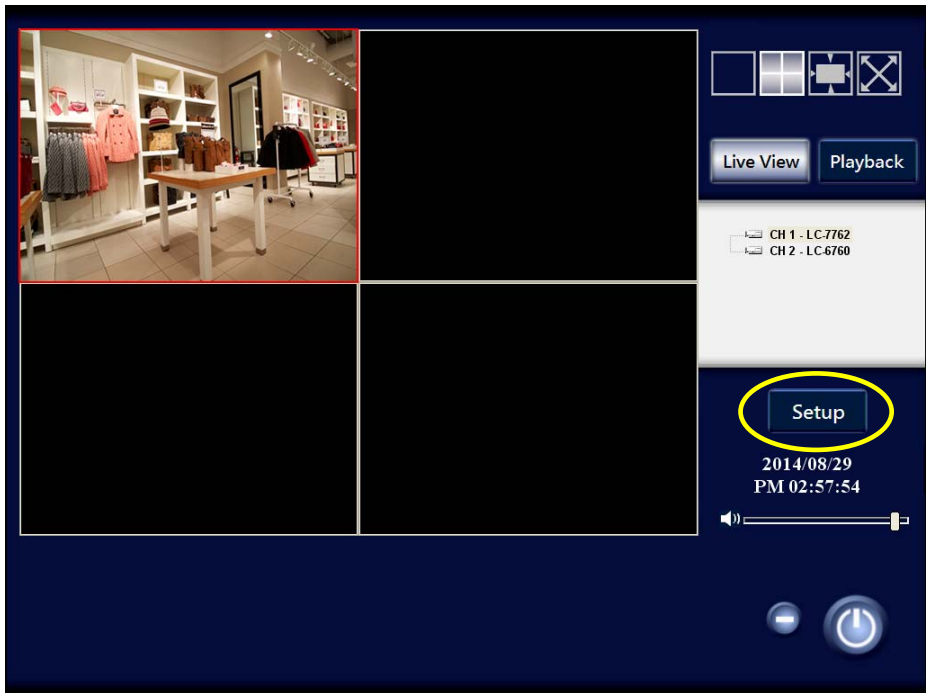 Live View
Playback
CH 1 - LC-7762
CH 2 - LC-6760
Setup
2014/08/29
PM 02:57:54